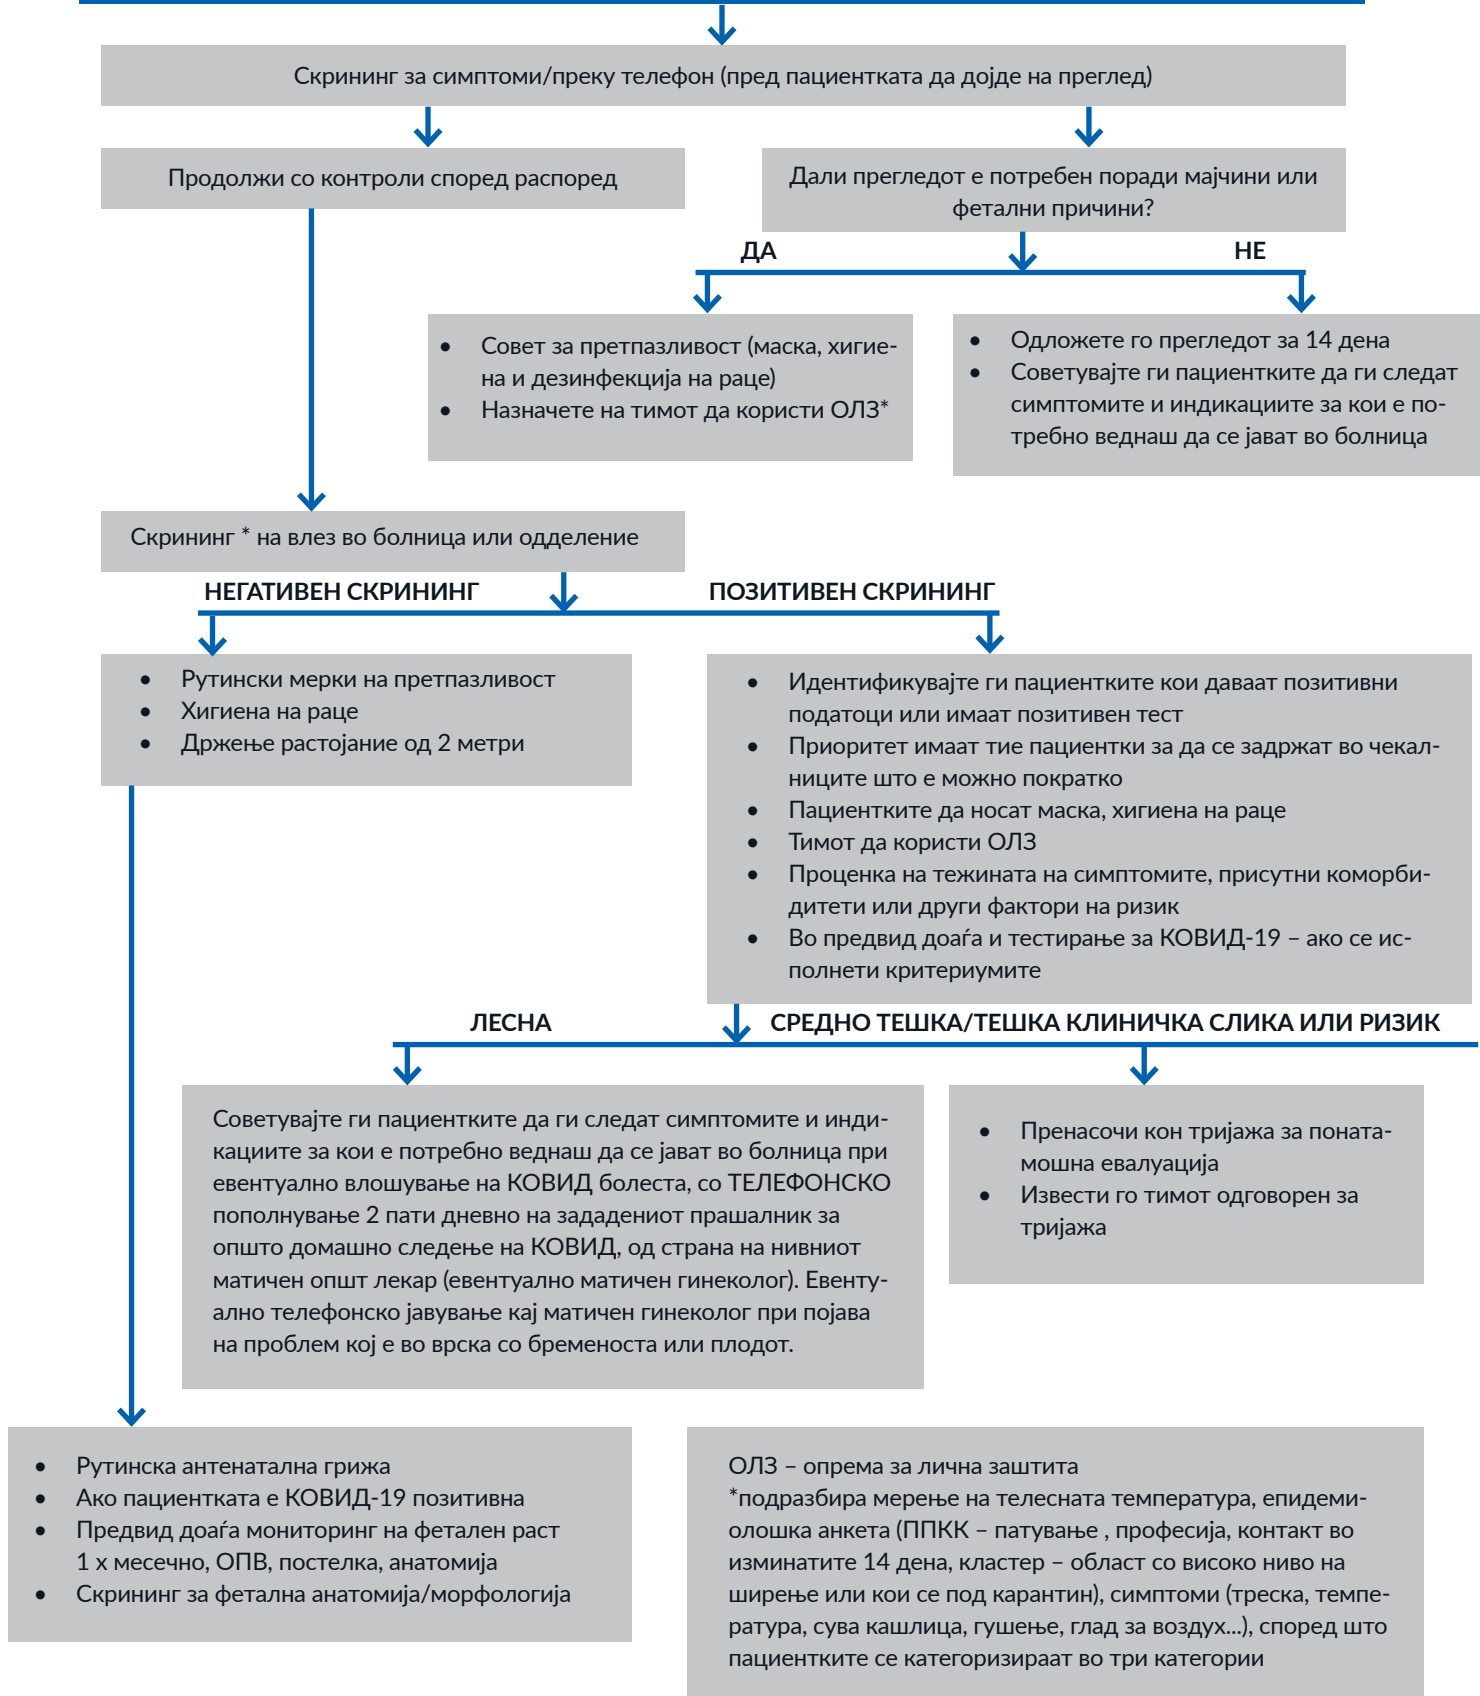 Скрининг за симптоми/преку телефон (пред пациентката да дојде на преглед)
Продолжи со контроли според распоред
Дали прегледот е потребен поради мајчини или
фетални причини?
ДА
НЕ
• Совет за претпазливост (маска, хигие-
на и дезинфекција на раце)
• Назначете на тимот да користи ОЛЗ*
• Одложете го прегледот за 14 дена
• Советувајте ги пациентките да ги следат
симптомите и индикациите за кои е по-
требно веднаш да се јават во болница
Скрининг * на влез во болница или одделение
НЕГАТИВЕН СКРИНИНГ
ПОЗИТИВЕН СКРИНИНГ
• Рутински мерки на претпазливост
• Хигиена на раце
• Држење растојание од 2 метри
• Идентификувајте ги пациентките кои даваат позитивни
податоци или имаат позитивен тест
• Приоритет имаат тие пациентки за да се задржат во чекал-
ниците што е можно пократко
• Пациентките да носат маска, хигиена на раце
• Тимот да користи ОЛЗ
• Проценка на тежината на симптомите, присутни коморби-
дитети или други фактори на ризик
• Во предвид доаѓа и тестирање за КОВИД-19 – ако се ис-
полнети критериумите
ЛЕСНА
СРЕДНО ТЕШКА/ТЕШКА КЛИНИЧКА СЛИКА ИЛИ РИЗИК
Советувајте ги пациентките да ги следат симптомите и инди-
кациите за кои е потребно веднаш да се јават во болница при
евентуално влошување на КОВИД болеста, со ТЕЛЕФОНСКО
пополнување 2 пати дневно на зададениот прашалник за
општо домашно следење на КОВИД, од страна на нивниот
матичен општ лекар (евентуално матичен гинеколог). Евенту-
ално телефонско јавување кај матичен гинеколог при појава
на проблем кој е во врска со бременоста или плодот.
• Пренасочи кон тријажа за поната-
мошна евалуација
• Извести го тимот одговорен за
тријажа
• Рутинска антенатална грижа
• Ако пациентката е КОВИД-19 позитивна
• Предвид доаѓа мониторинг на фетален раст
1 х месечно, ОПВ, постелка, анатомија
• Скрининг за фетална анатомија/морфологија
ОЛЗ – опрема за лична заштита
*подразбира мерење на телесната температура, епидеми-
олошка анкета (ППКК – патување , професија, контакт во
изминатите 14 дена, кластер – област со високо ниво на
ширење или кои се под карантин), симптоми (треска, темпе-
ратура, сува кашлица, гушење, глад за воздух...), според што
пациентките се категоризираат во три категории